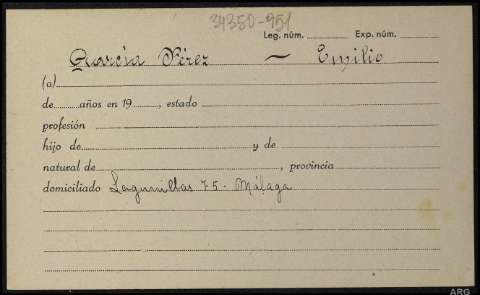 34350-951
Leg. núm. Exp. núm.
García Pérez — Emilio
(a)
de años en 19 , estado
profesión
hijo de y de
natural de , provincia
domiciliado Lagunillas 75 - Málaga
ARG